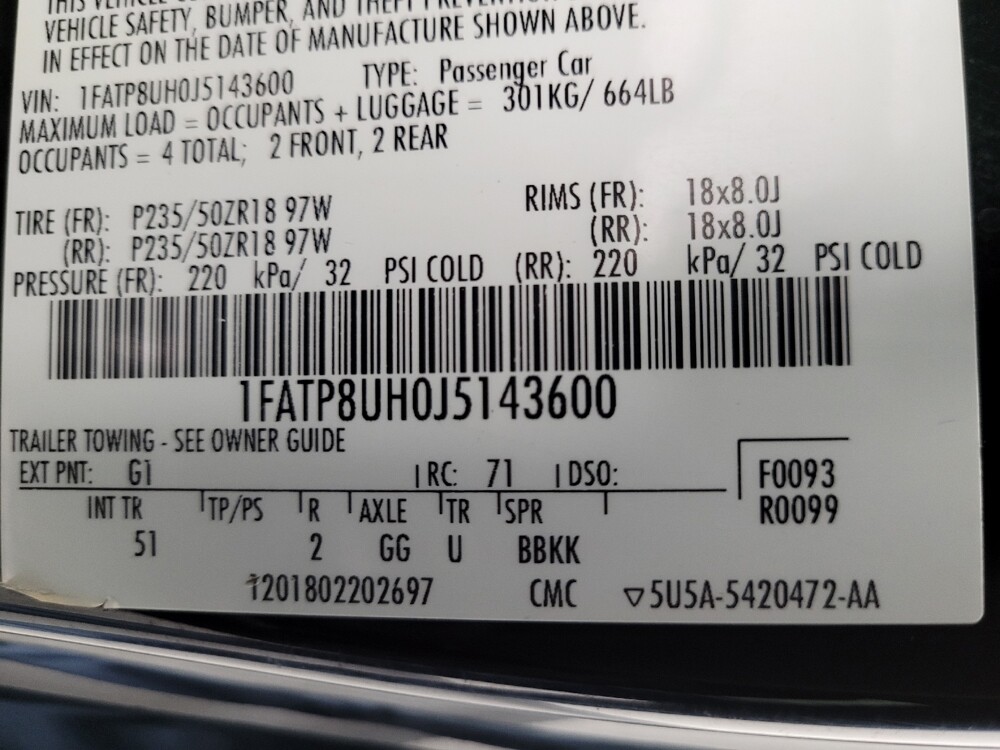 THIS VEHICLE
VEHICLE SAFETY, BUMPER, AND THEFT PREVENTION
IN EFFECT ON THE DATE OF MANUFACTURE SHOWN ABOVE.
VIN: 1FATP8UH0J5143600 TYPE: Passenger Car
MAXIMUM LOAD = OCCUPANTS + LUGGAGE = 301KG/ 664LB
OCCUPANTS = 4 TOTAL; 2 FRONT, 2 REAR
TIRE (FR): P235/50ZR18 97W RIMS (FR): 18x8.0J
(RR): P235/50ZR18 97W (RR): 18x8.0J
PRESSURE (FR): 220 kPa/ 32 PSI COLD (RR): 220 kPa/ 32 PSI COLD
1FATP8UH0J5143600
TRAILER TOWING - SEE OWNER GUIDE
EXT PNT: G1 RC: 71 DSO: F0093
INT TR TP/PS R AXLE TR SPR R0099
51 2 GG U BBKK
1201802202697 CMC ▽5U5A-5420472-AA